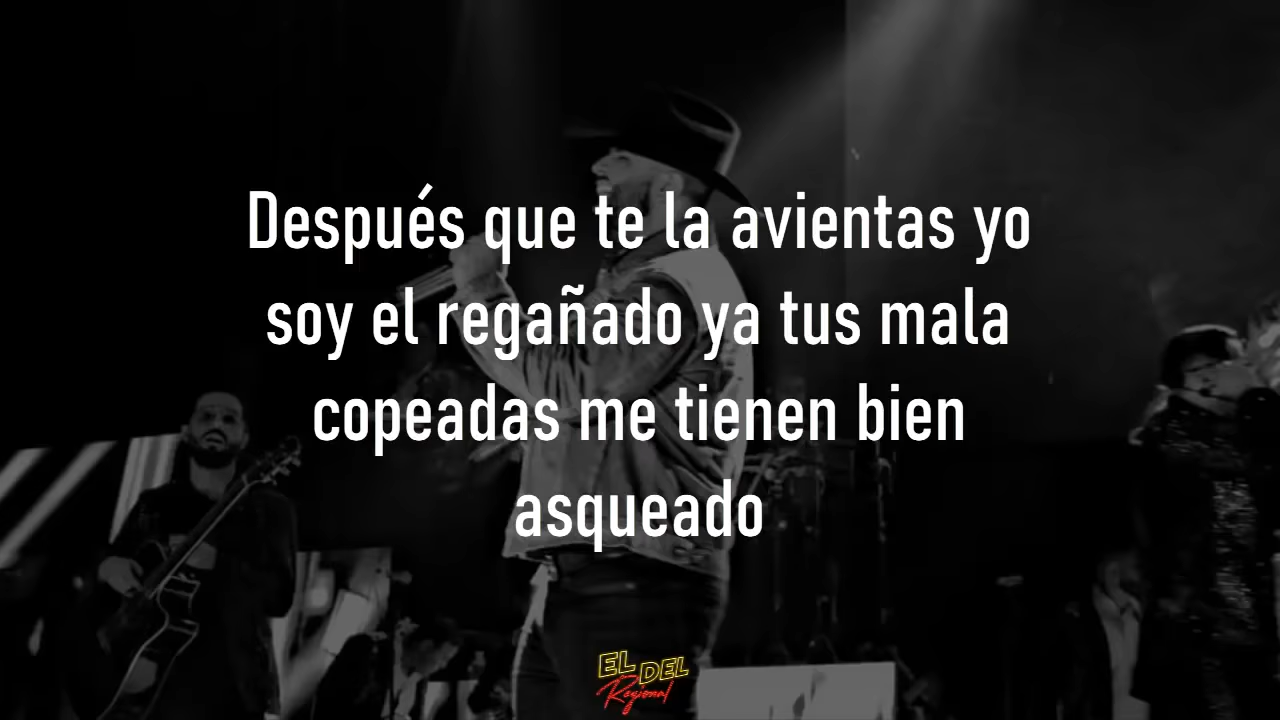 Después que te la avientas yo
soy el regañado ya tus mala
copeadas me tienen bien
asqueado
EL DEL
Regional